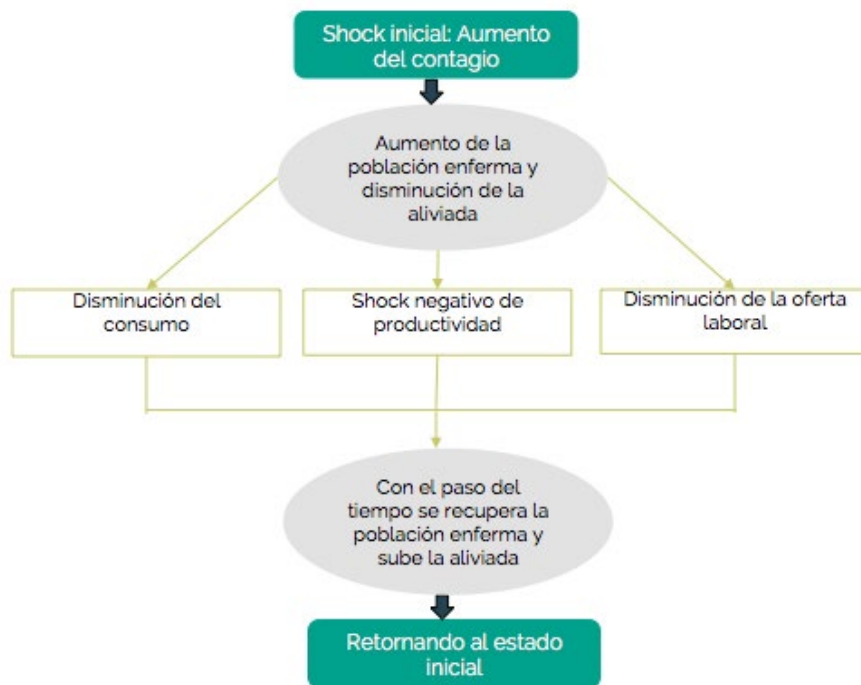 Shock inicial: Aumento
del contagio
Aumento de la
población enferma y
disminución de la
aliviada
Disminución del
consumo
Shock negativo de
productividad
Disminución de la oferta
laboral
Con el paso del
tiempo se recupera la
población enferma y
sube la aliviada
Retornando al estado
inicial